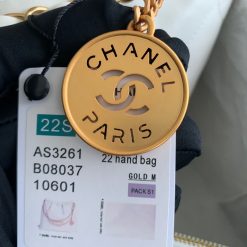 CHANEL
PARIS
22S
AS3261 22 hand bag
B08037
10601 GOLD M
PACK S1